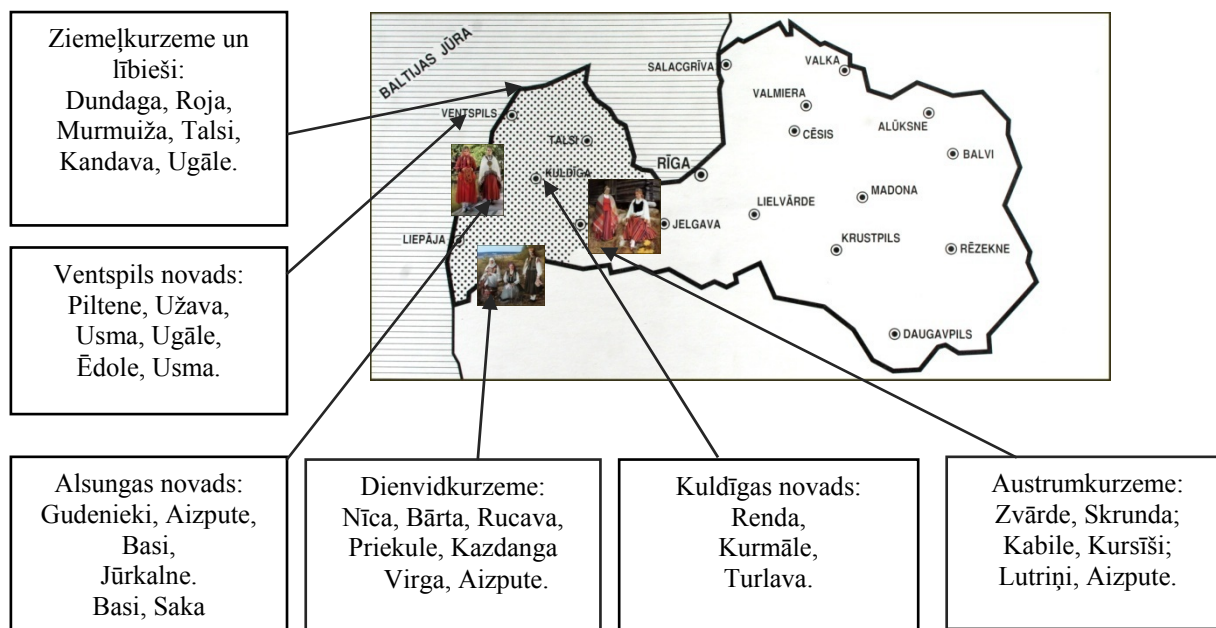 Ziemeļkurzeme un
lībieši:
Dundaga, Roja,
Murmuiža, Talsi,
Kandava, Ugāle.
BALTIJAS JŪRA
SALACGRĪVA
VALKA
VALMIERA
VENTSPILS
ALŪKSNE
CĒSIS
TALSI
BALVI
RĪGA
KULDĪGA
MADONA
LIELVĀRDE
JELGAVA
LIEPĀJA
KRUSTPILS
RĒZEKNE
DAUGAVPILS
Ventspils novads:
Piltene, Užava,
Usma, Ugāle,
Ēdole, Usma.
Alsungas novads:
Gudenieki, Aizpute,
Basi,
Jūrkalne.
Basi, Saka
Dienvidkurzeme:
Nīca, Bārta, Rucava,
Priekule, Kazdanga
Virga, Aizpute.
Kuldīgas novads:
Renda,
Kurmāle,
Turlava.
Austrumkurzeme:
Zvārde, Skrunda;
Kabile, Kursīši;
Lutriņi, Aizpute.